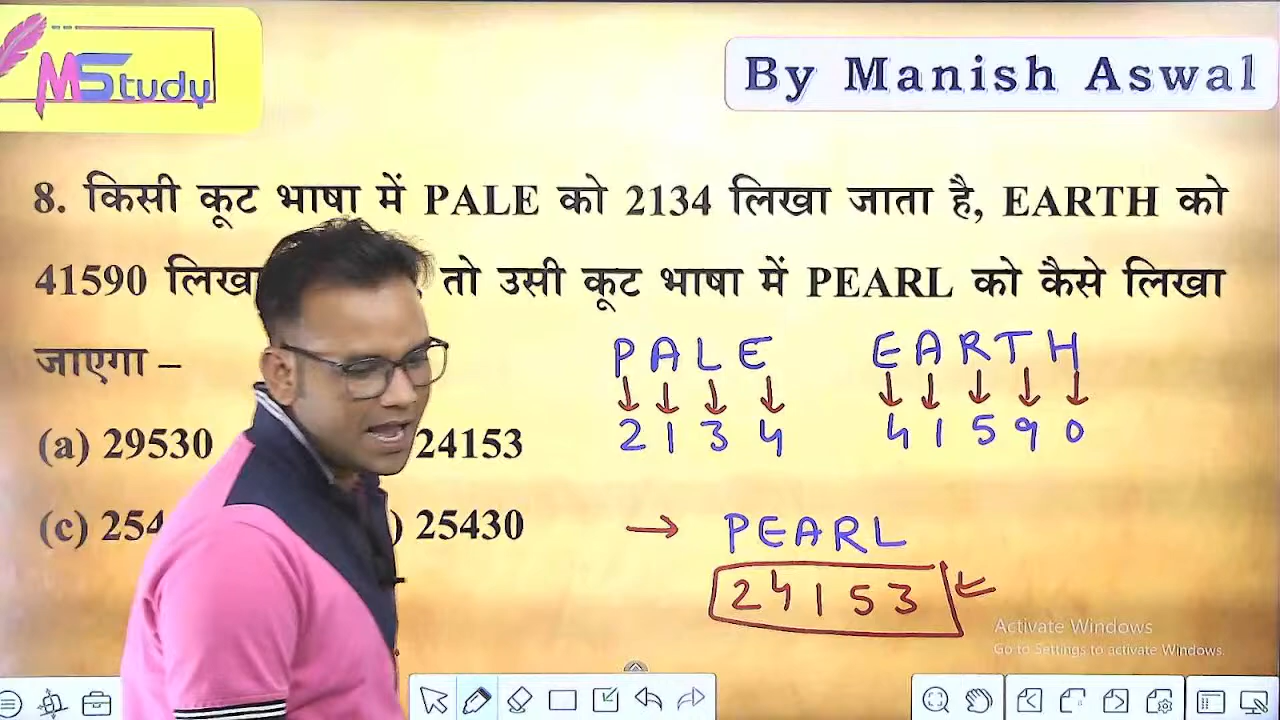 MStudy
By Manish Aswal
8. किसी कूट भाषा में PALE को 2134 लिखा जाता है, EARTH को
41590 तो उसी कूट भाषा में PEARL को कैसे लिखा
जाएगा –
PALE EARTH
2134 41590
(a) 29530 24153
(c) 25430
→ PEARL
24153
Activate Windows
Go to Settings to activate Windows.